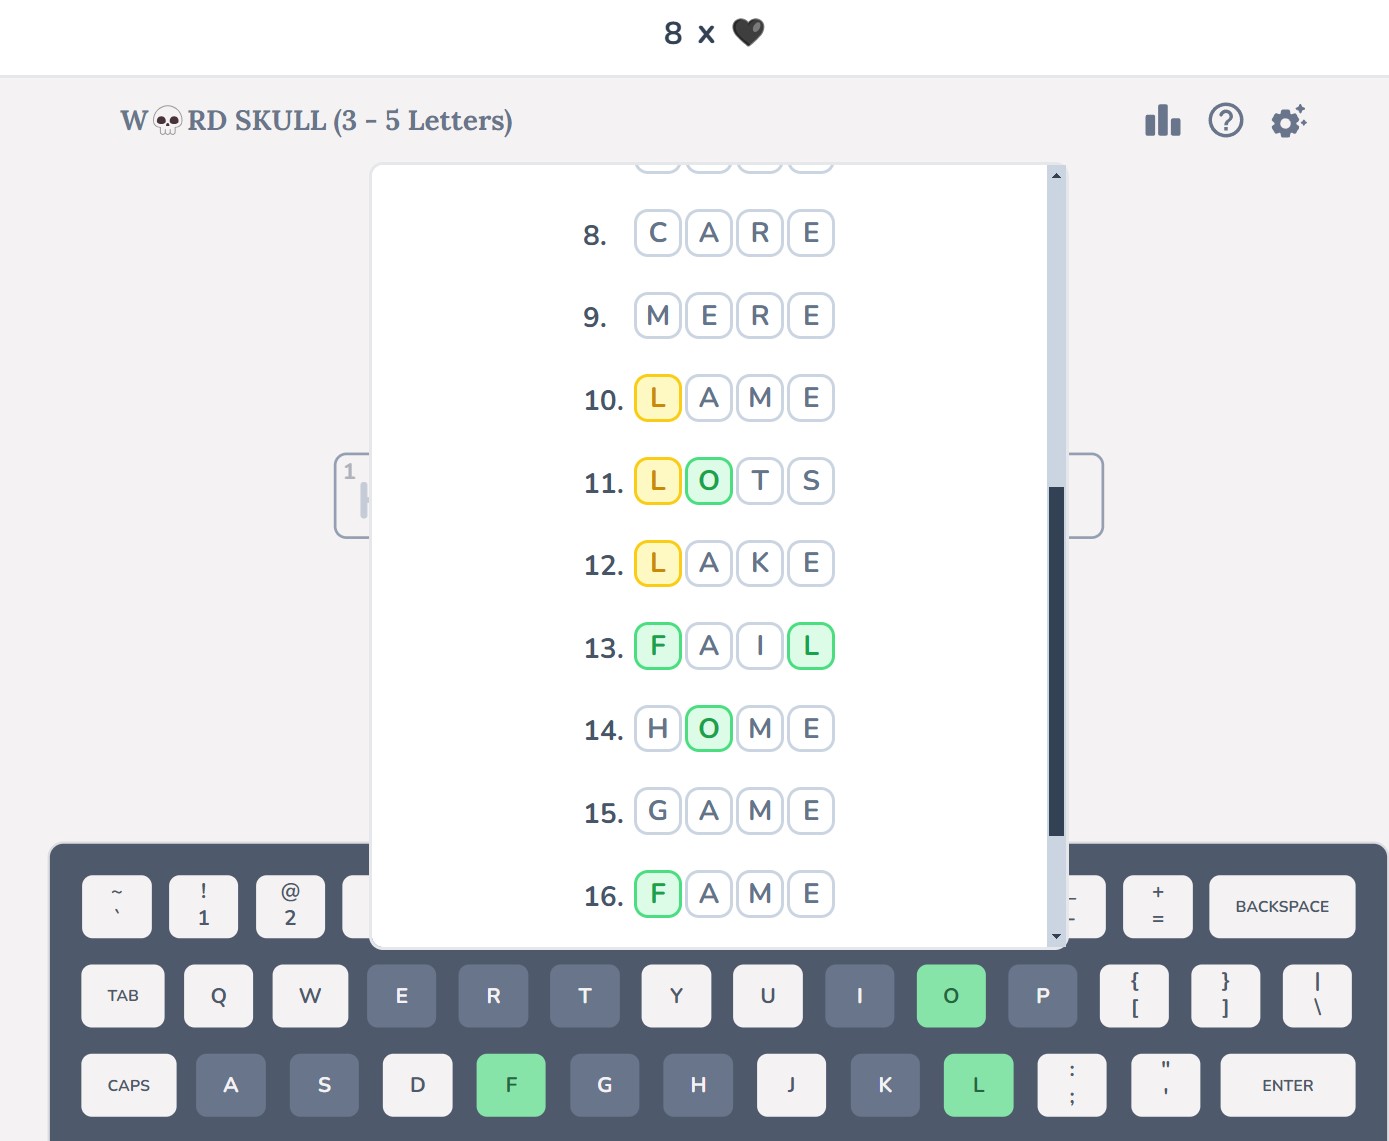 8 x 🖤
W💀RD SKULL (3 - 5 Letters)
8. C A R E
9. M E R E
10. L A M E
11. L O T S
1
12. L A K E
13. F A I L
14. H O M E
15. G A M E
16. F A M E
~ ! @ _ +
` 1 2 - = BACKSPACE
TAB Q W E R T Y U I O P { } |
[ ] \
CAPS A S D F G H J K L : " ENTER
; '